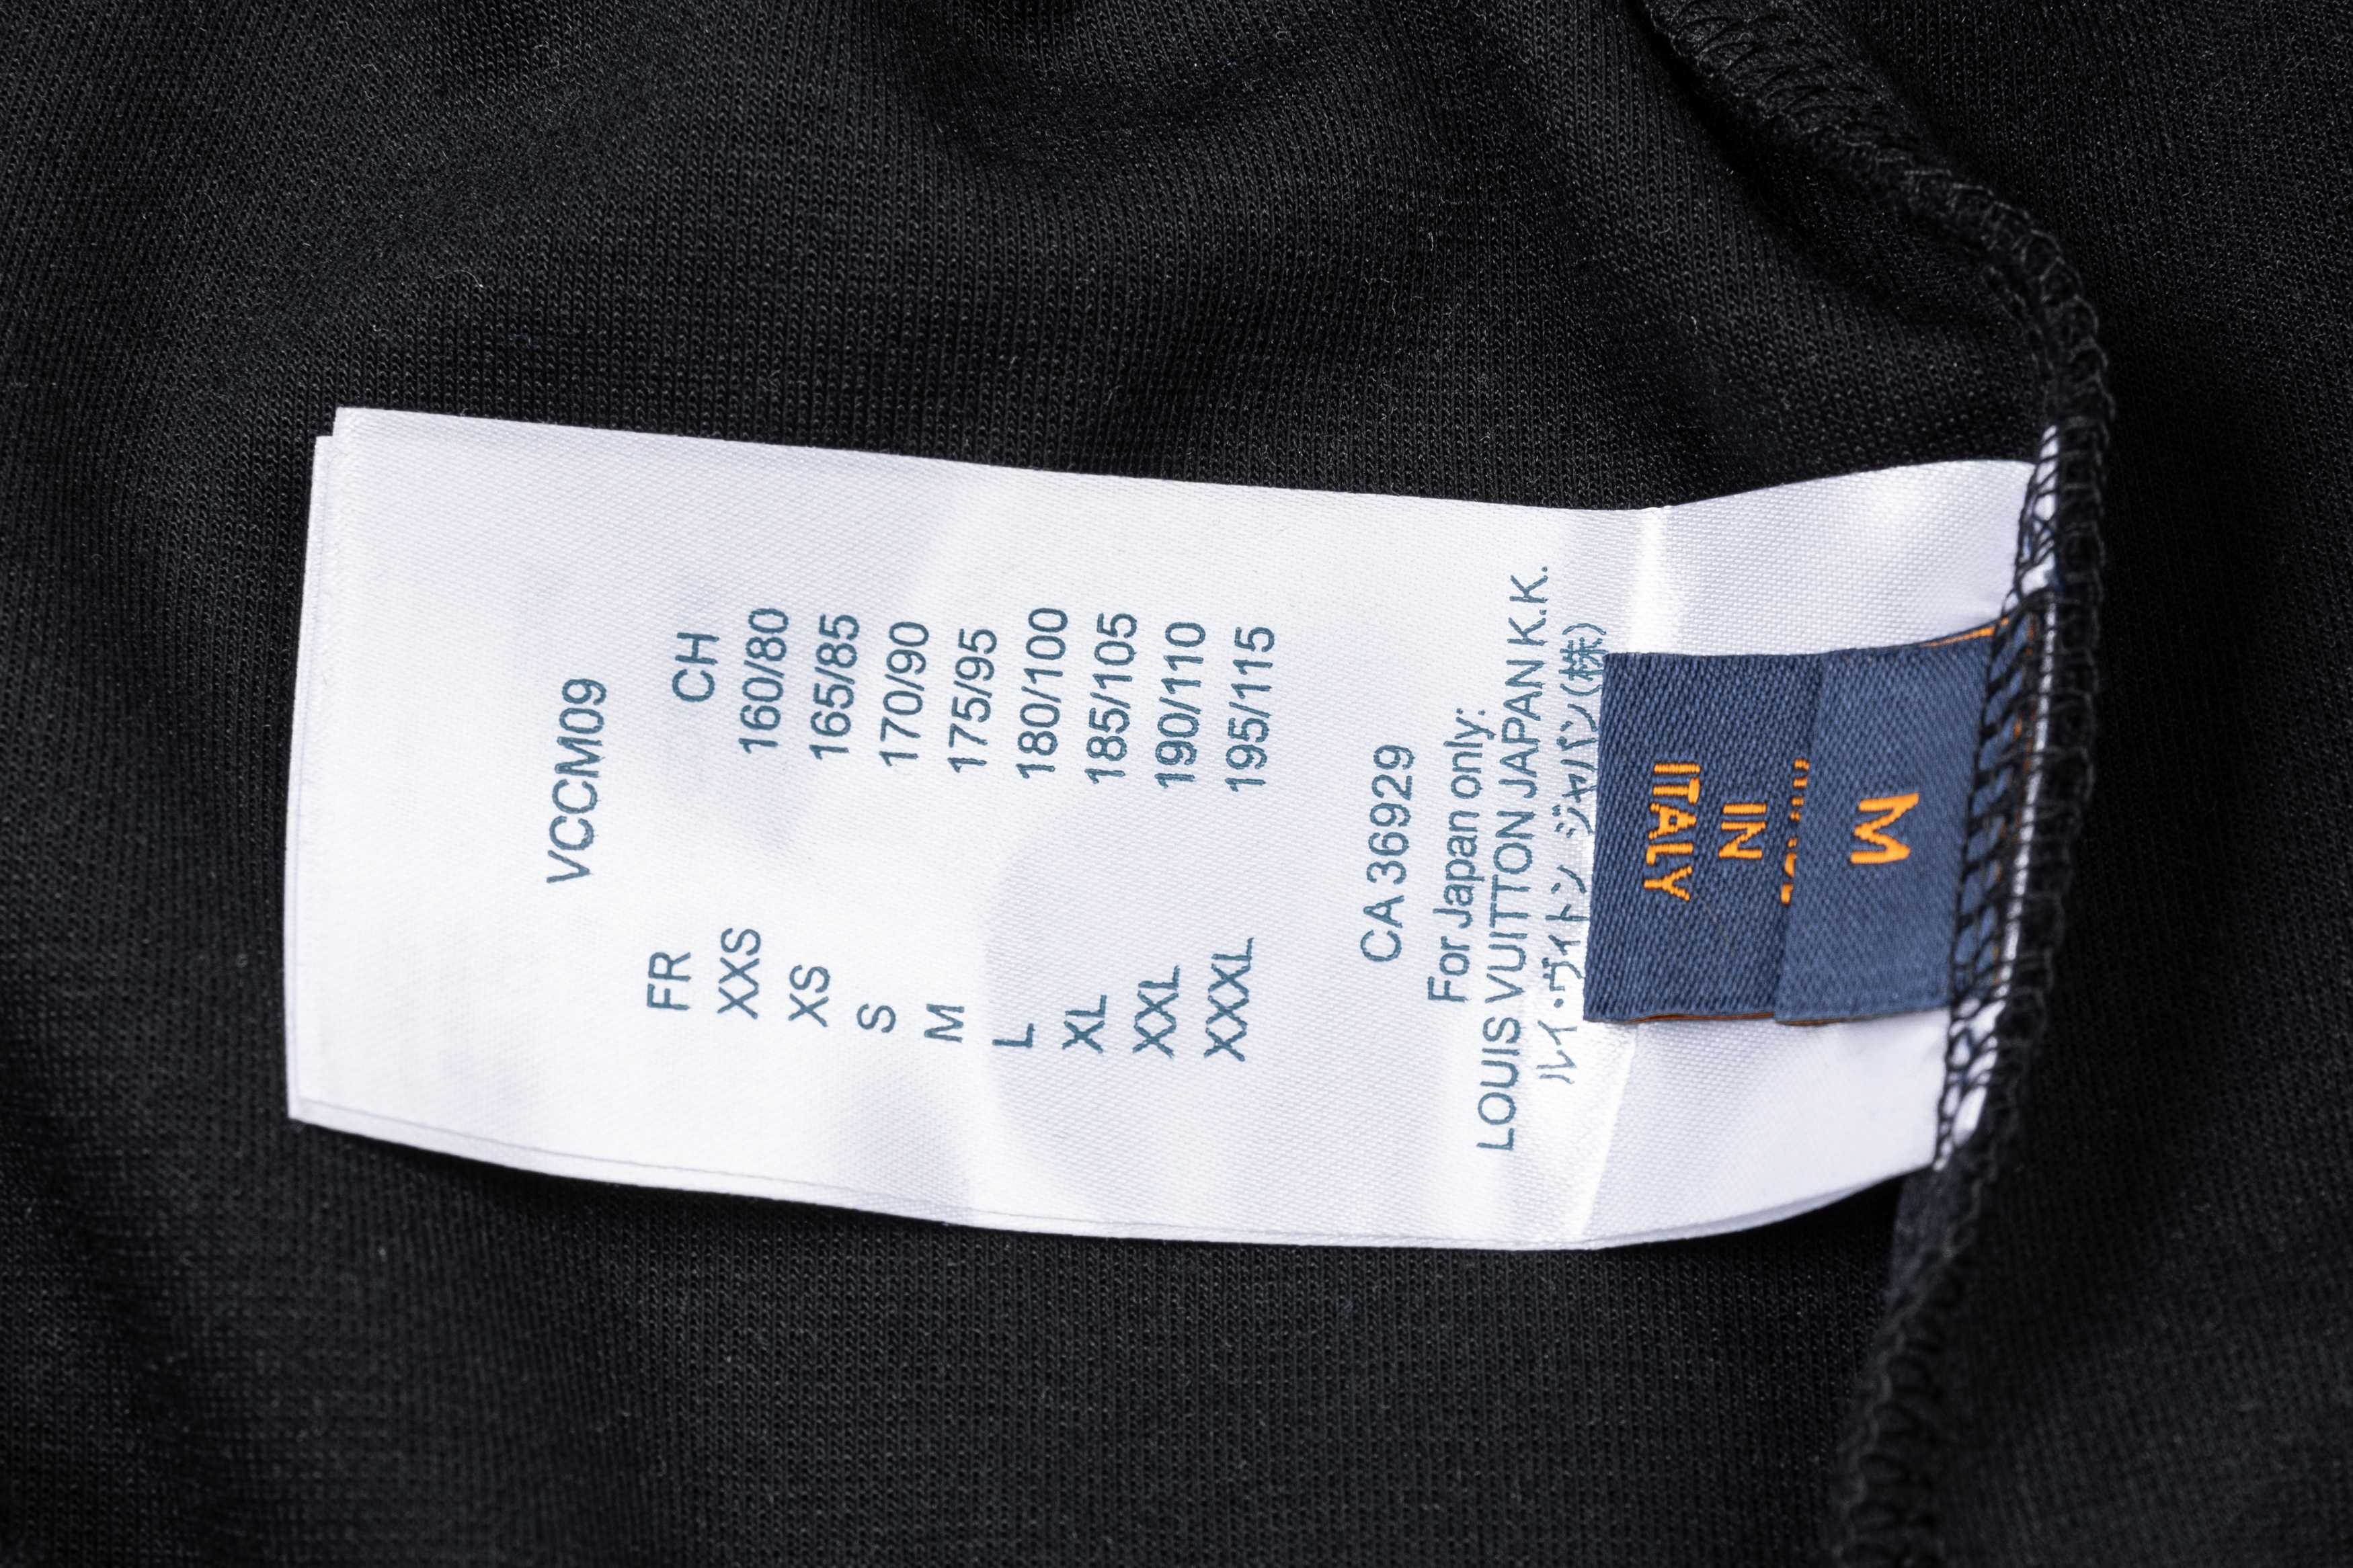 VCCM09
FR CH
XXS 160/80
XS 165/85
S 170/90
M 175/95
L 180/100
XL 185/105
XXL 190/110
XXXL 195/115
CA 36929
For Japan only:
LOUIS VUITTON JAPAN K.K.
ルイ・ヴィトン ジャパン(株)
M
IN
ITALY